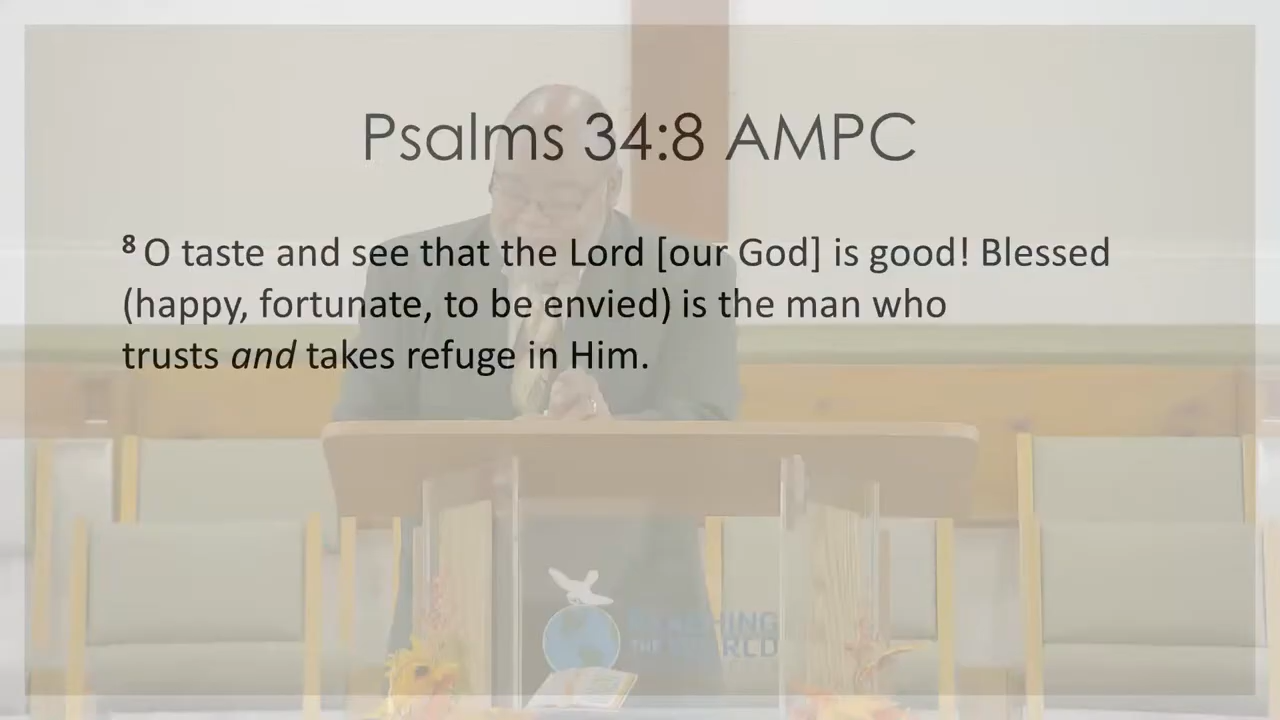 Psalms 34:8 AMPC
8 O taste and see that the Lord [our God] is good! Blessed
(happy, fortunate, to be envied) is the man who
trusts and takes refuge in Him.
THE